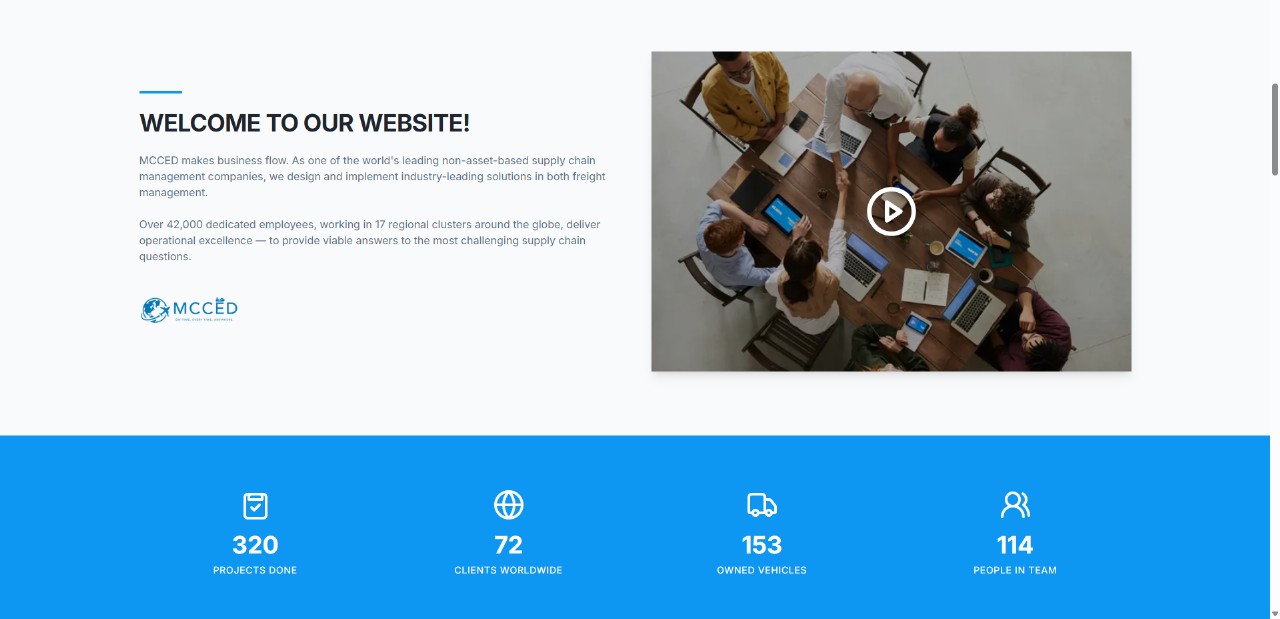 WELCOME TO OUR WEBSITE!
MCCED makes business flow. As one of the world's leading non-asset-based supply chain
management companies, we design and implement industry-leading solutions in both freight
management.
Over 42,000 dedicated employees, working in 17 regional clusters around the globe, deliver
operational excellence — to provide viable answers to the most challenging supply chain
questions.
MCCED
320
PROJECTS DONE
72
CLIENTS WORLDWIDE
153
OWNED VEHICLES
114
PEOPLE IN TEAM